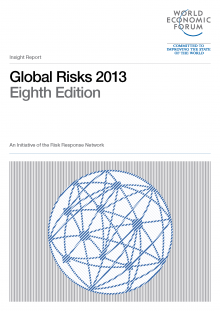 WORLD
ECONOMIC
FORUM
COMMITTED TO
IMPROVING THE STATE
OF THE WORLD
Insight Report
Global Risks 2013
Eighth Edition
An Initiative of the Risk Response Network